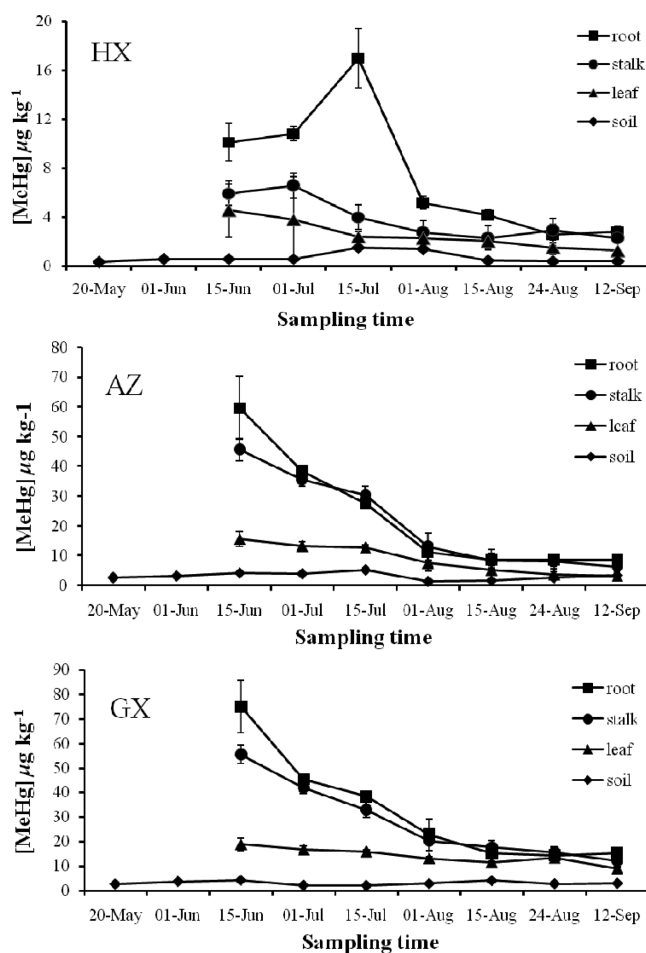 20
16
12
8
4
0
[McHg] µg kg-1
HX
root
stalk
leaf
soil
20-May 01-Jun 15-Jun 01-Jul 15-Jul 01-Aug 15-Aug 24-Aug 12-Sep
Sampling time
80
70
60
50
40
30
20
10
0
[MeHg] µg kg-1
AZ
root
stalk
leaf
soil
20-May 01-Jun 15-Jun 01-Jul 15-Jul 01-Aug 15-Aug 24-Aug 12-Sep
Sampling time
90
80
70
60
50
40
30
20
10
0
[MeHg] µg kg⁻¹
GX
root
stalk
leaf
soil
20-May 01-Jun 15-Jun 01-Jul 15-Jul 01-Aug 15-Aug 24-Aug 12-Sep
Sampling time